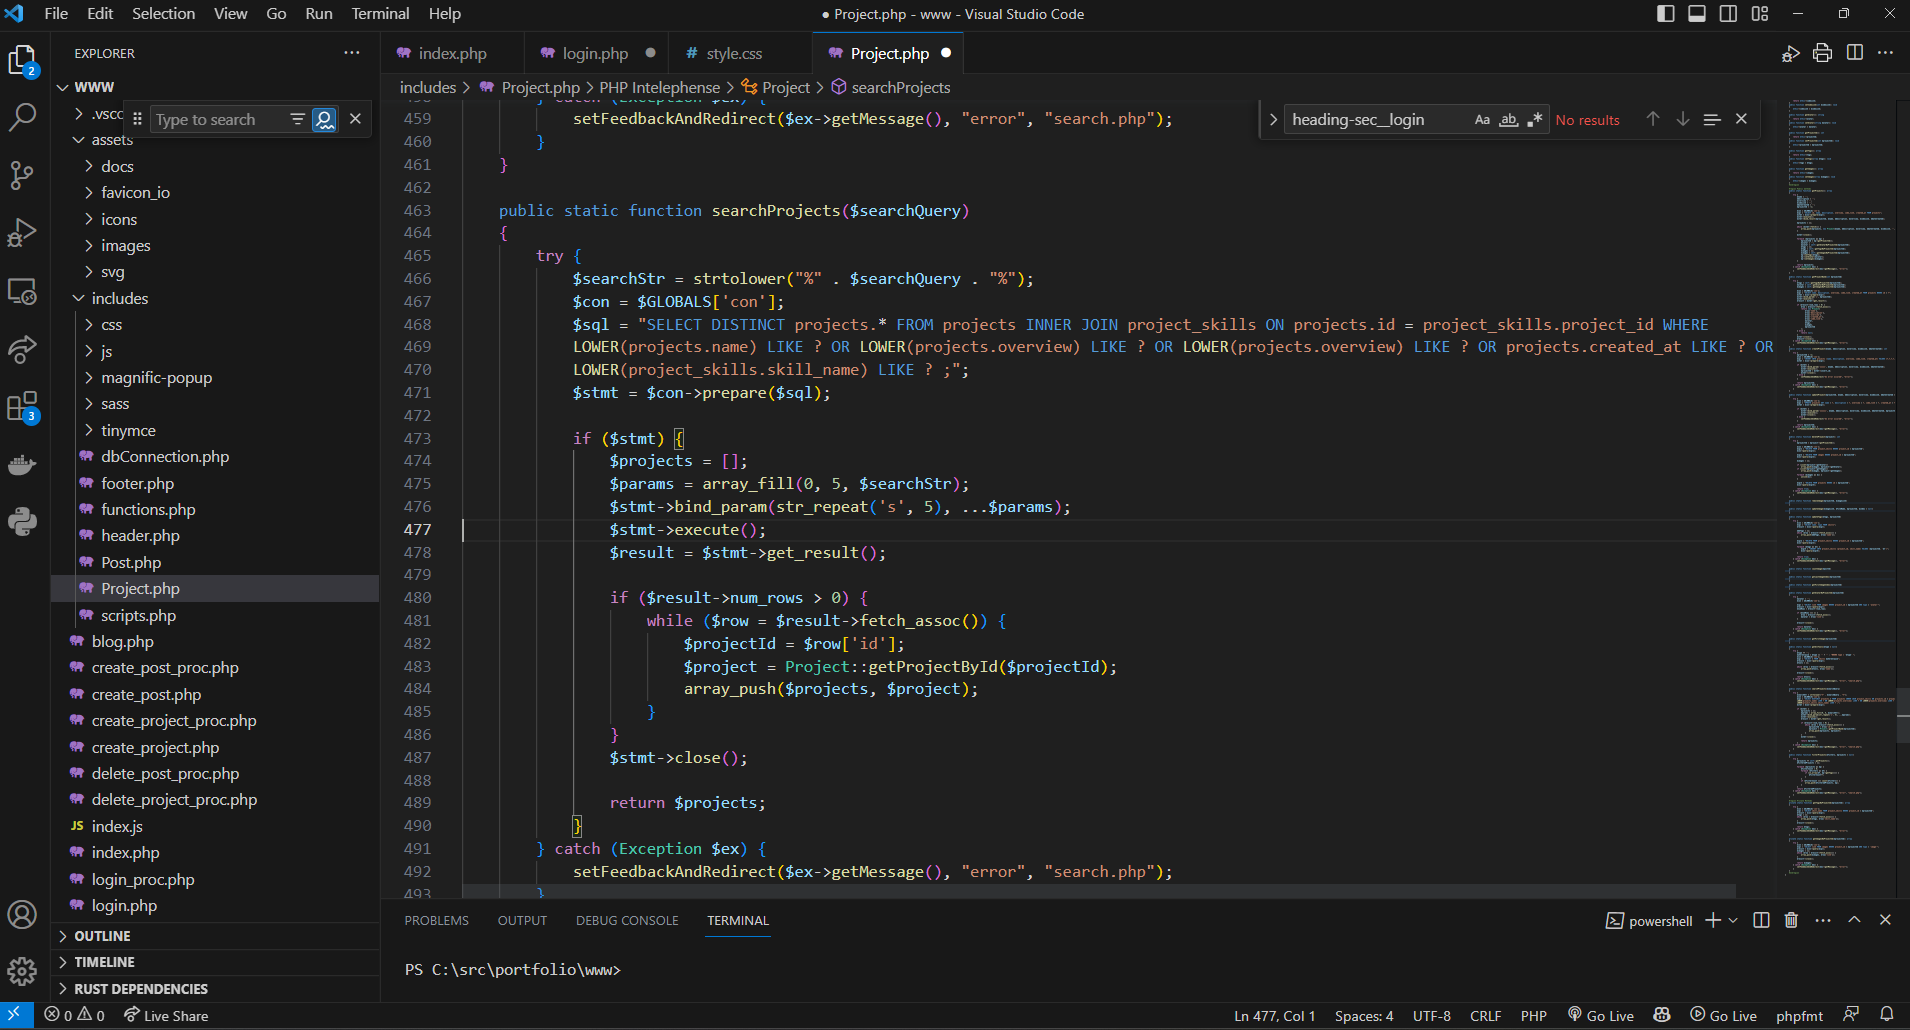 File Edit Selection View Go Run Terminal Help
● Project.php - www - Visual Studio Code
EXPLORER
index.php
login.php
# style.css
Project.php
includes > Project.php > PHP Intelephense > Project > searchProjects
2
WWW
.vscc
Type to search
assets
docs
favicon_io
icons
images
svg
includes
css
js
magnific-popup
sass
3
tinymce
dbConnection.php
footer.php
functions.php
header.php
Post.php
Project.php
scripts.php
blog.php
create_post_proc.php
create_post.php
create_project_proc.php
create_project.php
delete_post_proc.php
delete_project_proc.php
JS index.js
index.php
login_proc.php
login.php
OUTLINE
TIMELINE
RUST DEPENDENCIES
heading-sec__login
Aa ab .* No results
458 } catch (Exception $ex) {
459 setFeedbackAndRedirect($ex->getMessage(), "error", "search.php");
460 }
461 }
462
463 public static function searchProjects($searchQuery)
464 {
465 try {
466 $searchStr = strtolower("%" . $searchQuery . "%");
467 $con = $GLOBALS['con'];
468 $sql = "SELECT DISTINCT projects.* FROM projects INNER JOIN project_skills ON projects.id = project_skills.project_id WHERE
469 LOWER(projects.name) LIKE ? OR LOWER(projects.overview) LIKE ? OR LOWER(projects.overview) LIKE ? OR projects.created_at LIKE ? OR
470 LOWER(project_skills.skill_name) LIKE ? ;";
471 $stmt = $con->prepare($sql);
472
473 if ($stmt) {
474 $projects = [];
475 $params = array_fill(0, 5, $searchStr);
476 $stmt->bind_param(str_repeat('s', 5), ...$params);
477 $stmt->execute();
478 $result = $stmt->get_result();
479
480 if ($result->num_rows > 0) {
481 while ($row = $result->fetch_assoc()) {
482 $projectId = $row['id'];
483 $project = Project::getProjectById($projectId);
484 array_push($projects, $project);
485 }
486 }
487 $stmt->close();
488
489 return $projects;
490 }
491 } catch (Exception $ex) {
492 setFeedbackAndRedirect($ex->getMessage(), "error", "search.php");
493 }
PROBLEMS OUTPUT DEBUG CONSOLE TERMINAL
powershell
PS C:\src\portfolio\www>
0 0 Live Share
Ln 477, Col 1 Spaces: 4 UTF-8 CRLF PHP Go Live Go Live phpfmt